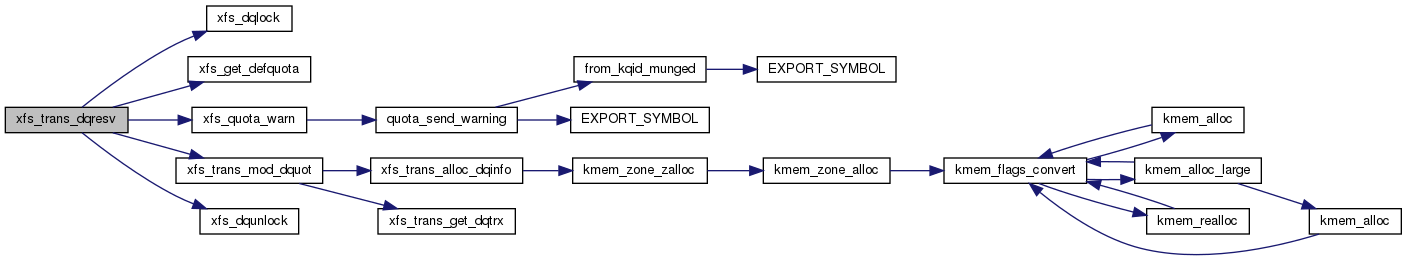 xfs_dqlock
xfs_get_defquota
from_kqid_munged
EXPORT_SYMBOL
xfs_trans_dqresv
xfs_quota_warn
quota_send_warning
EXPORT_SYMBOL
kmem_alloc
xfs_trans_mod_dquot
xfs_trans_alloc_dqinfo
kmem_zone_zalloc
kmem_zone_alloc
kmem_flags_convert
kmem_alloc_large
xfs_dqunlock
xfs_trans_get_dqtrx
kmem_realloc
kmem_alloc